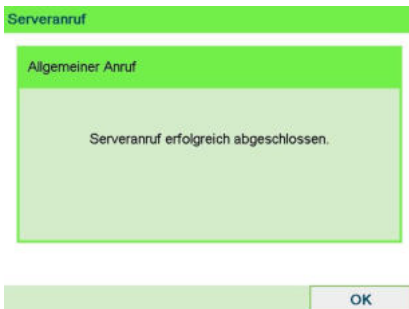 Serveranruf
Allgemeiner Anruf
Serveranruf erfolgreich abgeschlossen.
OK